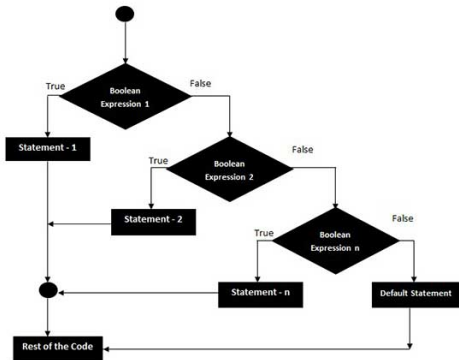 True
Boolean
Expression 1
False
Statement - 1
True
Boolean
Expression 2
False
Statement - 2
True
Boolean
Expression n
False
Statement - n
Default Statement
Rest of the Code